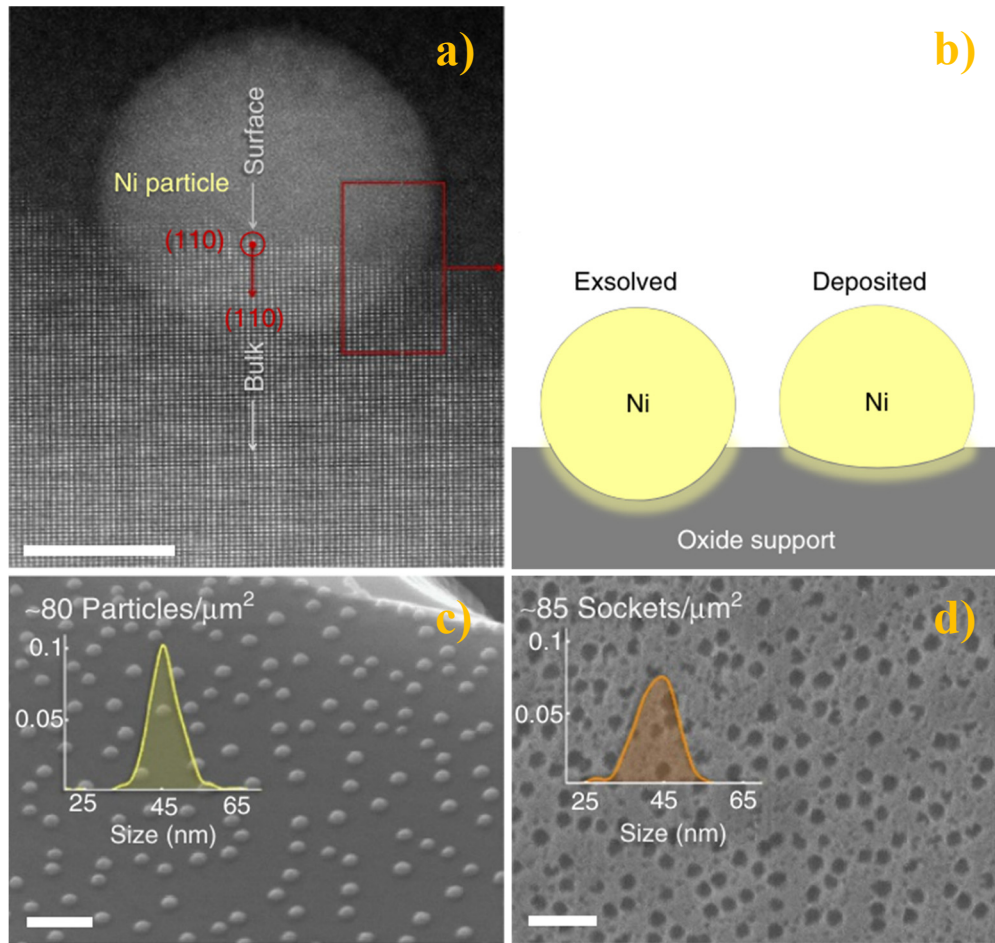 a)
Surface
Ni particle
(110)
(110)
Bulk
b)
Exsolved
Deposited
Ni
Ni
Oxide support
~80 Particles/μm²
c)
0.1
0.05
25
45
65
Size (nm)
~85 Sockets/μm²
d)
0.1
0.05
25
45
65
Size (nm)